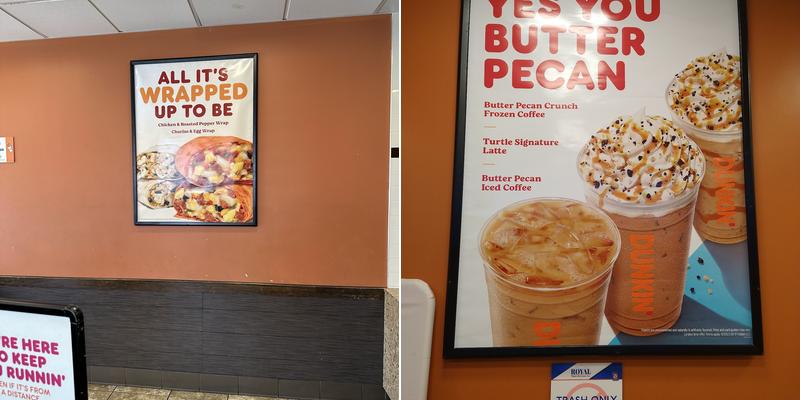 ALL IT'S
WRAPPED
UP TO BE
Chicken & Roasted Pepper Wrap
Chorizo & Egg Wrap
'RE HERE
O KEEP
U RUNNIN'
EN IF IT'S FROM
A DISTANCE
YES YOU
BUTTER
PECAN
Butter Pecan Crunch
Frozen Coffee
Turtle Signature
Latte
Butter Pecan
Iced Coffee
DUNKIN'
DUNKIN'
D
ROYAL
TRASH ONLY